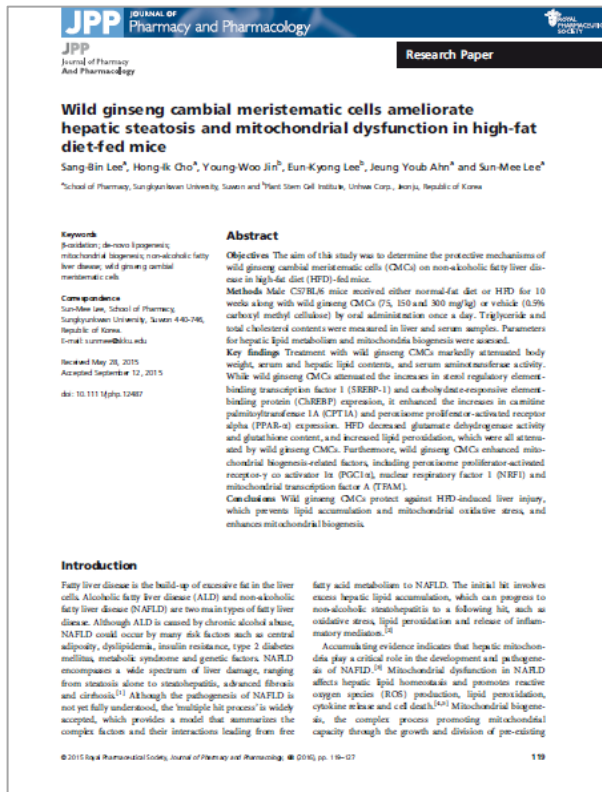 JPP JOURNAL OF
Pharmacy and Pharmacology
ROYAL
PHARMACEUTICAL
SOCIETY
JPP
Journal of Pharmacy
And Pharmacology
Research Paper
Wild ginseng cambial meristematic cells ameliorate
hepatic steatosis and mitochondrial dysfunction in high-fat
diet-fed mice
Sang-Bin Leeᵃ, Hong-Ik Choᵃ, Young-Woo Jinᵇ, Eun-Kyong Leeᵇ, Jeung Youb Ahnᵃ and Sun-Mee Leeᵃ
ᵃSchool of Pharmacy, Sungkyunkwan University, Suwon and ᵇPlant Stem Cell Institute, Unhwa Corp., Jeonju, Republic of Korea
Keywords
β-oxidation; de-novo lipogenesis;
mitochondrial biogenesis; non-alcoholic fatty
liver disease; wild ginseng cambial
meristematic cells
Correspondence
Sun-Mee Lee, School of Pharmacy,
Sungkyunkwan University, Suwon 440-746,
Republic of Korea.
E-mail: sunmee@skku.edu
Received May 28, 2015
Accepted September 12, 2015
doi: 10.1111/jphp.12487
Abstract
Objectives The aim of this study was to determine the protective mechanisms of
wild ginseng cambial meristematic cells (CMCs) on non-alcoholic fatty liver dis-
ease in high-fat diet (HFD)-fed mice.
Methods Male C57BL/6 mice received either normal-fat diet or HFD for 10
weeks along with wild ginseng CMCs (75, 150 and 300 mg/kg) or vehicle (0.5%
carboxyl methyl cellulose) by oral administration once a day. Triglyceride and
total cholesterol contents were measured in liver and serum samples. Parameters
for hepatic lipid metabolism and mitochondria biogenesis were assessed.
Key findings Treatment with wild ginseng CMCs markedly attenuated body
weight, serum and hepatic lipid contents, and serum aminotransferase activity.
While wild ginseng CMCs attenuated the increases in sterol regulatory element-
binding transcription factor 1 (SREBP-1) and carbohydrate-responsive element-
binding protein (ChREBP) expression, it enhanced the increases in carnitine
palmitoyltransferase 1A (CPT1A) and peroxisome proliferator-activated receptor
alpha (PPAR-α) expression. HFD decreased glutamate dehydrogenase activity
and glutathione content, and increased lipid peroxidation, which were all attenu-
ated by wild ginseng CMCs. Furthermore, wild ginseng CMCs enhanced mito-
chondrial biogenesis-related factors, including peroxisome proliferator-activated
receptor-γ co activator 1α (PGC1α), nuclear respiratory factor 1 (NRF1) and
mitochondrial transcription factor A (TFAM).
Conclusions Wild ginseng CMCs protect against HFD-induced liver injury,
which prevents lipid accumulation and mitochondrial oxidative stress, and
enhances mitochondrial biogenesis.
Introduction
Fatty liver disease is the build-up of excessive fat in the liver
cells. Alcoholic fatty liver disease (ALD) and non-alcoholic
fatty liver disease (NAFLD) are two main types of fatty liver
disease. Although ALD is caused by chronic alcohol abuse,
NAFLD could occur by many risk factors such as central
adiposity, dyslipidemia, insulin resistance, type 2 diabetes
mellitus, metabolic syndrome and genetic factors. NAFLD
encompasses a wide spectrum of liver damage, ranging
from steatosis alone to steatohepatitis, advanced fibrosis
and cirrhosis.[1] Although the pathogenesis of NAFLD is
not yet fully understood, the 'multiple hit process' is widely
accepted, which provides a model that summarizes the
complex factors and their interactions leading from free
fatty acid metabolism to NAFLD. The initial hit involves
excess hepatic lipid accumulation, which can progress to
non-alcoholic steatohepatitis to a following hit, such as
oxidative stress, lipid peroxidation and release of inflam-
matory mediators.[2]
Accumulating evidence indicates that hepatic mitochon-
dria play a critical role in the development and pathogene-
sis of NAFLD.[3] Mitochondrial dysfunction in NAFLD
affects hepatic lipid homeostasis and promotes reactive
oxygen species (ROS) production, lipid peroxidation,
cytokine release and cell death.[4,5] Mitochondrial biogene-
sis, the complex process promoting mitochondrial
capacity through the growth and division of pre-existing
© 2015 Royal Pharmaceutical Society, Journal of Pharmacy and Pharmacology, 68 (2016), pp. 119–127
119